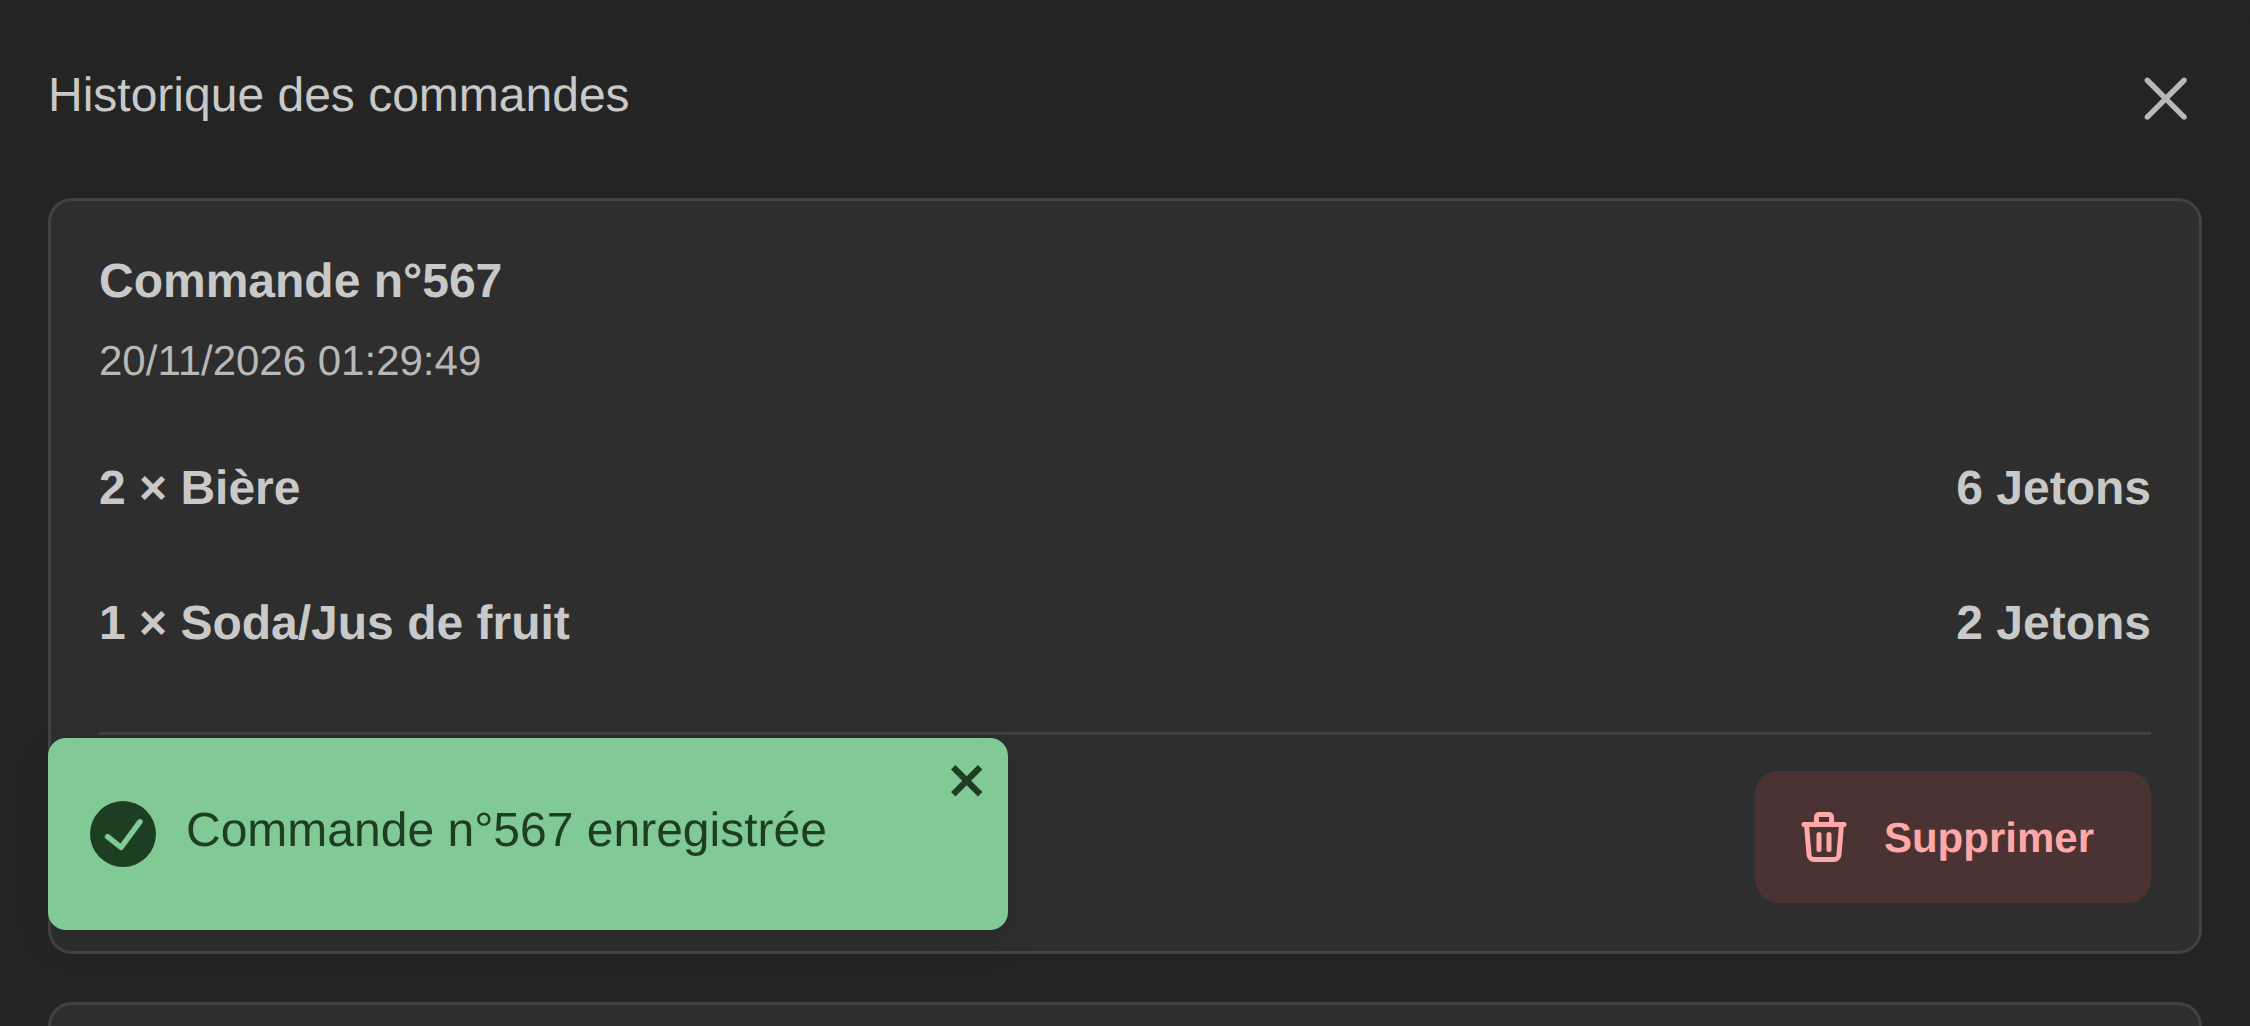 Historique des commandes
Commande n°567
20/11/2026 01:29:49
2 × Bière 6 Jetons
1 × Soda/Jus de fruit 2 Jetons
Commande n°567 enregistrée
Supprimer